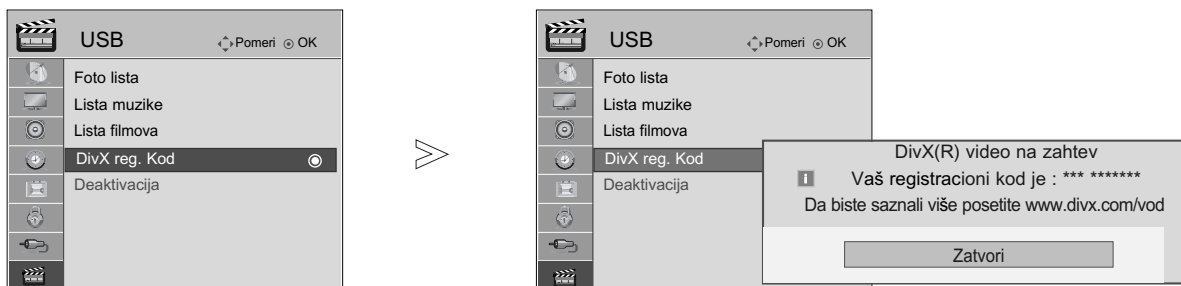 USB
Pomeri OK
Foto lista
Lista muzike
Lista filmova
DivX reg. Kod
Deaktivacija
USB
Pomeri OK
Foto lista
Lista muzike
Lista filmova
DivX reg. Kod
Deaktivacija
DivX(R) video na zahtev
Vaš registracioni kod je : *** *******
Da biste saznali više posetite www.divx.com/vod
Zatvori